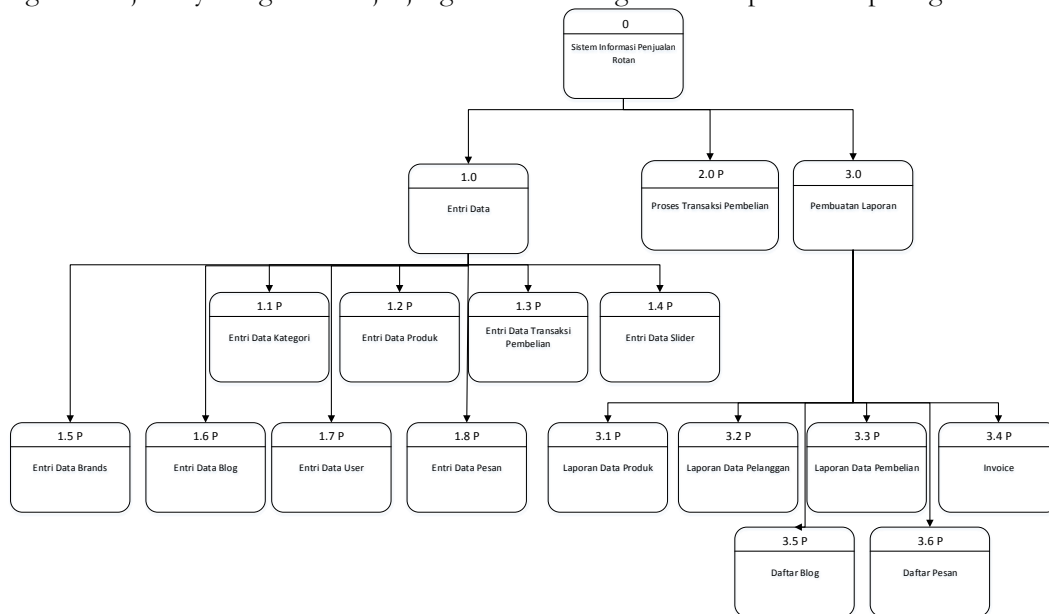 0
Sistem Informasi Penjualan
Rotan
1.0
Entri Data
2.0 P
Proses Transaksi Pembelian
3.0
Pembuatan Laporan
1.1 P
Entri Data Kategori
1.2 P
Entri Data Produk
1.3 P
Entri Data Transaksi
Pembelian
1.4 P
Entri Data Slider
1.5 P
Entri Data Brands
1.6 P
Entri Data Blog
1.7 P
Entri Data User
1.8 P
Entri Data Pesan
3.1 P
Laporan Data Produk
3.2 P
Laporan Data Pelanggan
3.3 P
Laporan Data Pembelian
3.4 P
Invoice
3.5 P
Daftar Blog
3.6 P
Daftar Pesan